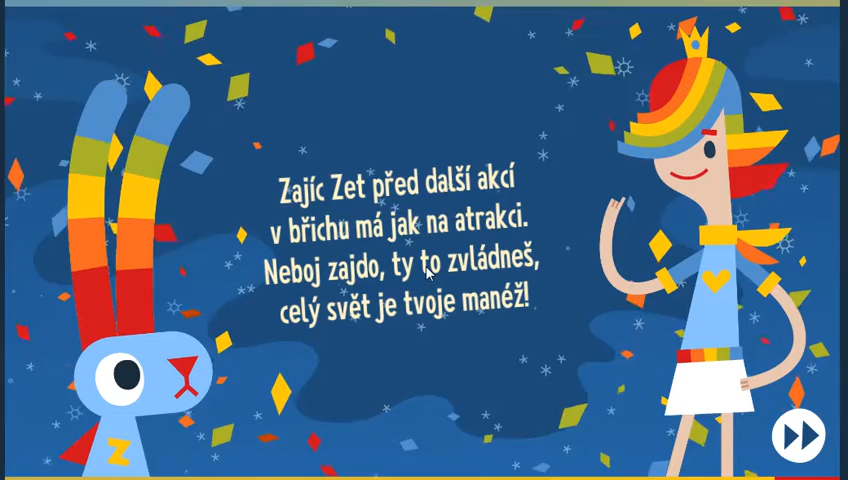 Zajíc Zet před další akcí
v břichu má jak na atrakci.
Neboj zajdo, ty to zvládneš,
celý svět je tvoje manéž!
Z